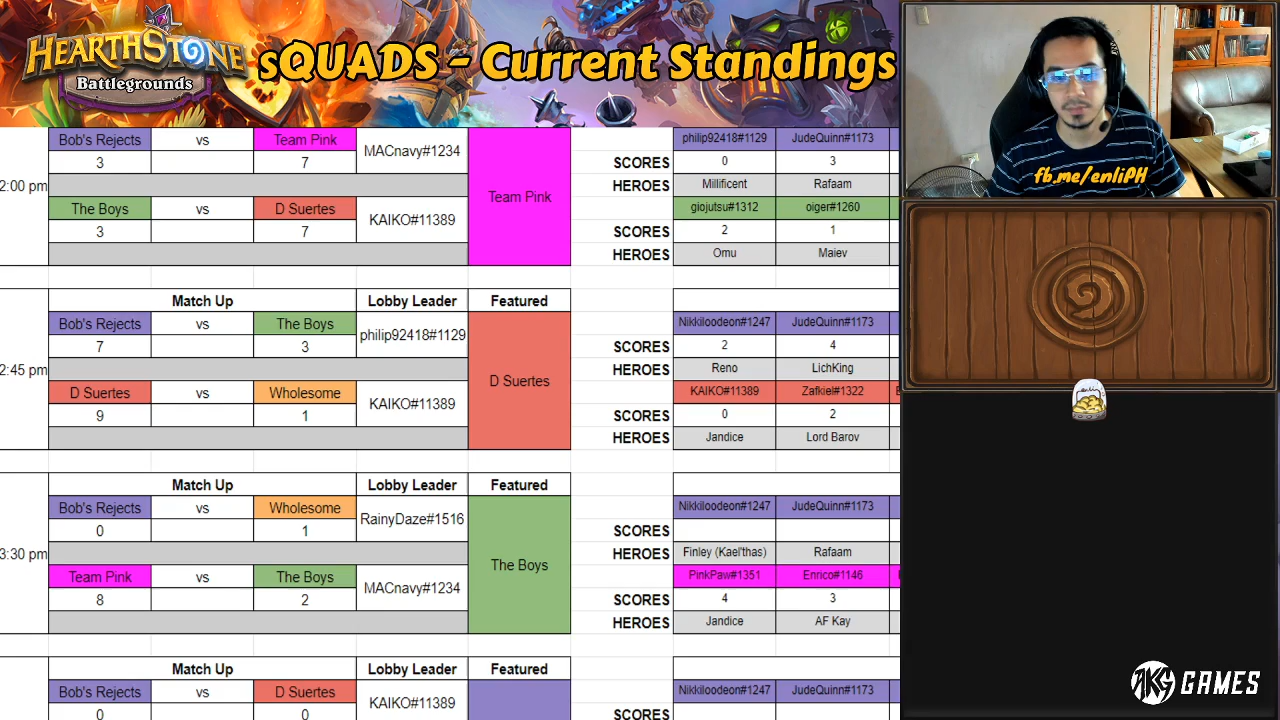 HEARTHSTONE
Battlegrounds
sQUADS - Current Standings
fb.me/enliPH
Bob's Rejects vs Team Pink MACnavy#1234 Team Pink philip92418#1129 JudeQuinn#1173
3 7 SCORES 0 3
2:00 pm HEROES Millificent Rafaam
The Boys vs D Suertes KAIKO#11389 giojutsu#1312 oiger#1260
3 7 SCORES 2 1
HEROES Omu Maiev
Match Up Lobby Leader Featured
Bob's Rejects vs The Boys philip92418#1129 D Suertes Nikkiloodeon#1247 JudeQuinn#1173
7 3 SCORES 2 4
2:45 pm HEROES Reno LichKing
D Suertes vs Wholesome KAIKO#11389 KAIKO#11389 Zafkiel#1322
9 1 SCORES 0 2
HEROES Jandice Lord Barov
Match Up Lobby Leader Featured
Bob's Rejects vs Wholesome RainyDaze#1516 The Boys Nikkiloodeon#1247 JudeQuinn#1173
0 1 SCORES
3:30 pm HEROES Finley (Kael'thas) Rafaam
Team Pink vs The Boys MACnavy#1234 PinkPaw#1351 Enrico#1146
8 2 SCORES 4 3
HEROES Jandice AF Kay
Match Up Lobby Leader Featured
Bob's Rejects vs D Suertes KAIKO#11389 Nikkiloodeon#1247 JudeQuinn#1173
0 0 SCORES
AKG GAMES